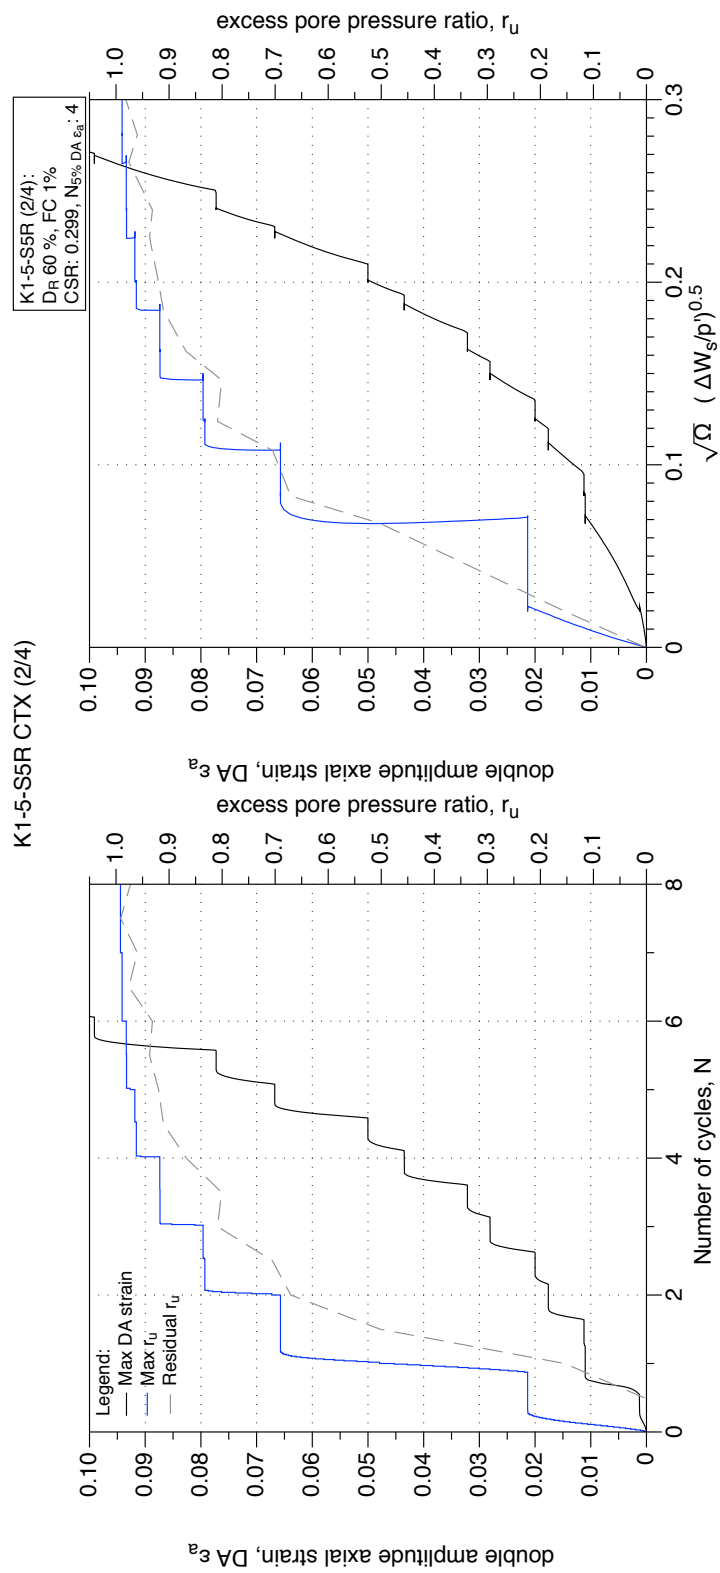 K1-5-S5R CTX (2/4)
double amplitude axial strain, DA εa
0.10
0.09
0.08
0.07
0.06
0.05
0.04
0.03
0.02
0.01
0
Legend:
Max DA strain
Max ru
Residual ru
0 2 4 6 8
Number of cycles, N
1.0
0.9
0.8
0.7
0.6
0.5
0.4
0.3
0.2
0.1
0
excess pore pressure ratio, ru
double amplitude axial strain, DA εa
0.10
0.09
0.08
0.07
0.06
0.05
0.04
0.03
0.02
0.01
0
K1-5-S5R (2/4):
DR 60 %, FC 1%
CSR: 0.299, N5% DA εa: 4
0 0.1 0.2 0.3
√Ω ( ΔWs/p')0.5
1.0
0.9
0.8
0.7
0.6
0.5
0.4
0.3
0.2
0.1
0
excess pore pressure ratio, ru